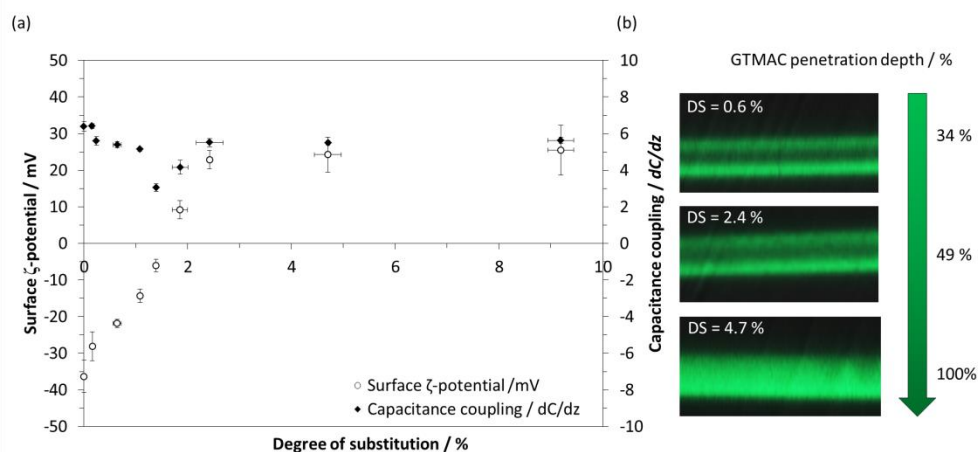 (a)
50
40
30
20
10
0
-10
-20
-30
-40
-50
Surface ζ-potential / mV
0
2
4
6
8
10
Degree of substitution / %
10
8
6
4
2
0
-2
-4
-6
-8
-10
Capacitance coupling / dC/dz
○ Surface ζ-potential /mV
◆ Capacitance coupling / dC/dz
(b)
GTMAC penetration depth / %
DS = 0.6 %
34 %
DS = 2.4 %
49 %
DS = 4.7 %
100%